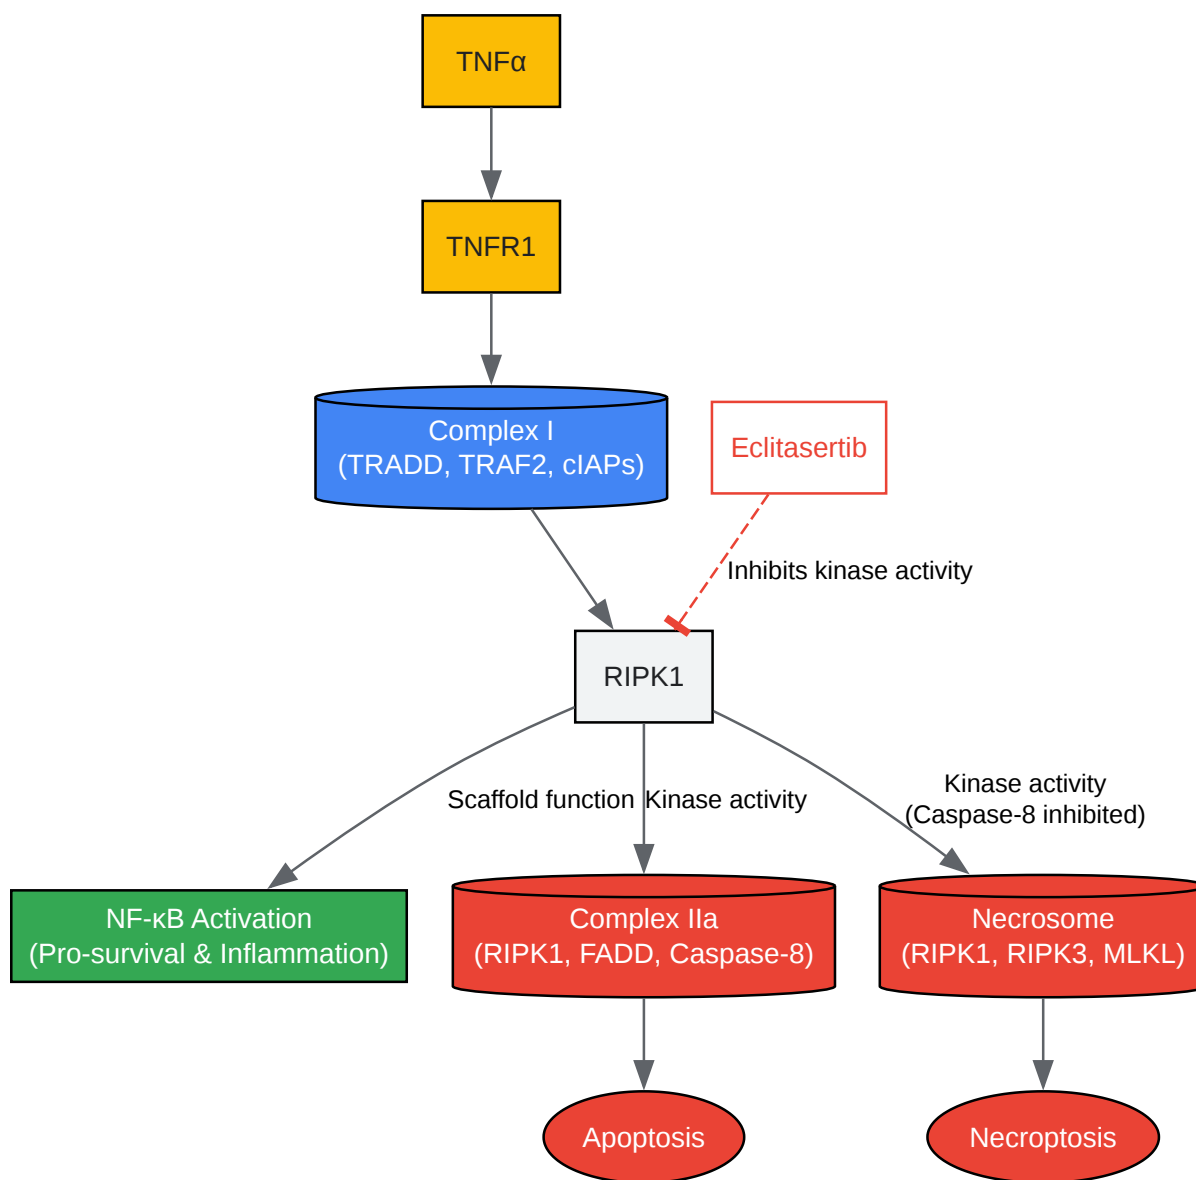 TNFα
TNFR1
Complex I
(TRADD, TRAF2, cIAPs)
Eclitasertib
Inhibits kinase activity
RIPK1
Scaffold function
Kinase activity
Kinase activity
(Caspase-8 inhibited)
NF-κB Activation
(Pro-survival & Inflammation)
Complex IIa
(RIPK1, FADD, Caspase-8)
Necrosome
(RIPK1, RIPK3, MLKL)
Apoptosis
Necroptosis